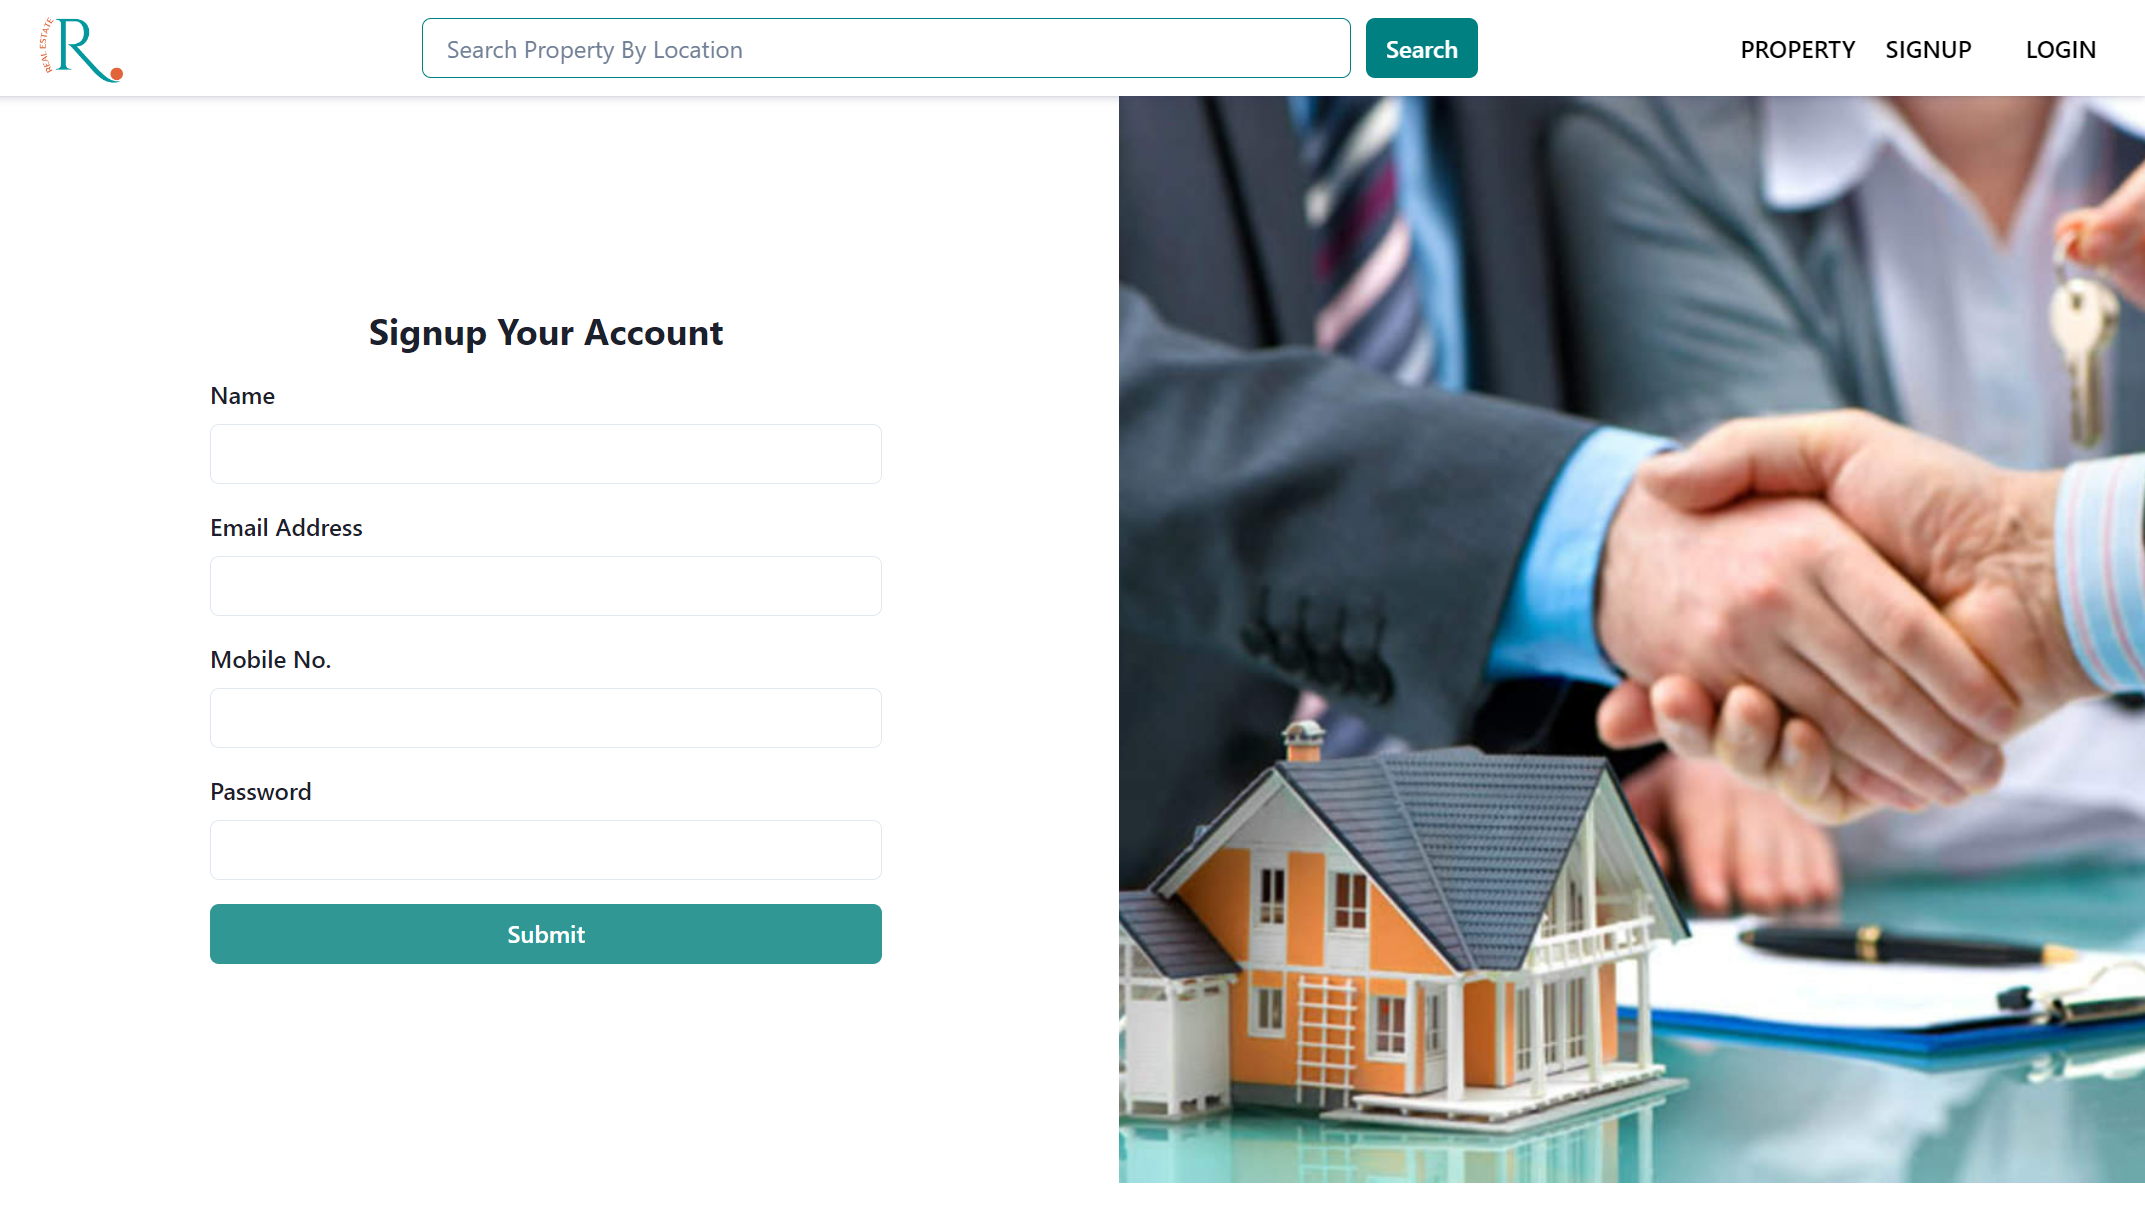 REAL ESTATE
R
Search Property By Location
Search
PROPERTY
SIGNUP
LOGIN
Signup Your Account
Name
Email Address
Mobile No.
Password
Submit